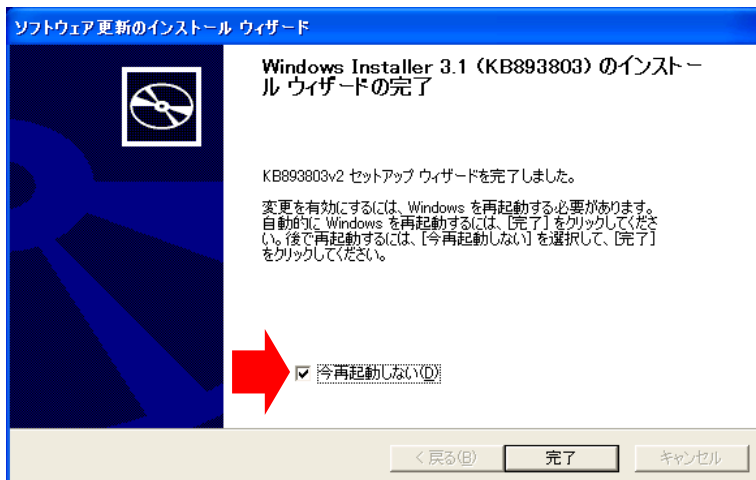 ソフトウェア更新のインストール ウィザード
Windows Installer 3.1 (KB893803) のインストー
ル ウィザードの完了
KB893803v2 セットアップ ウィザードを完了しました。
変更を有効にするには、Windows を再起動する必要があります。
自動的に Windows を再起動するには、[完了] をクリックしてくださ
い。後で再起動するには、[今再起動しない] を選択して、[完了]
をクリックしてください。
今再起動しない(D)
< 戻る(B)
完了
キャンセル